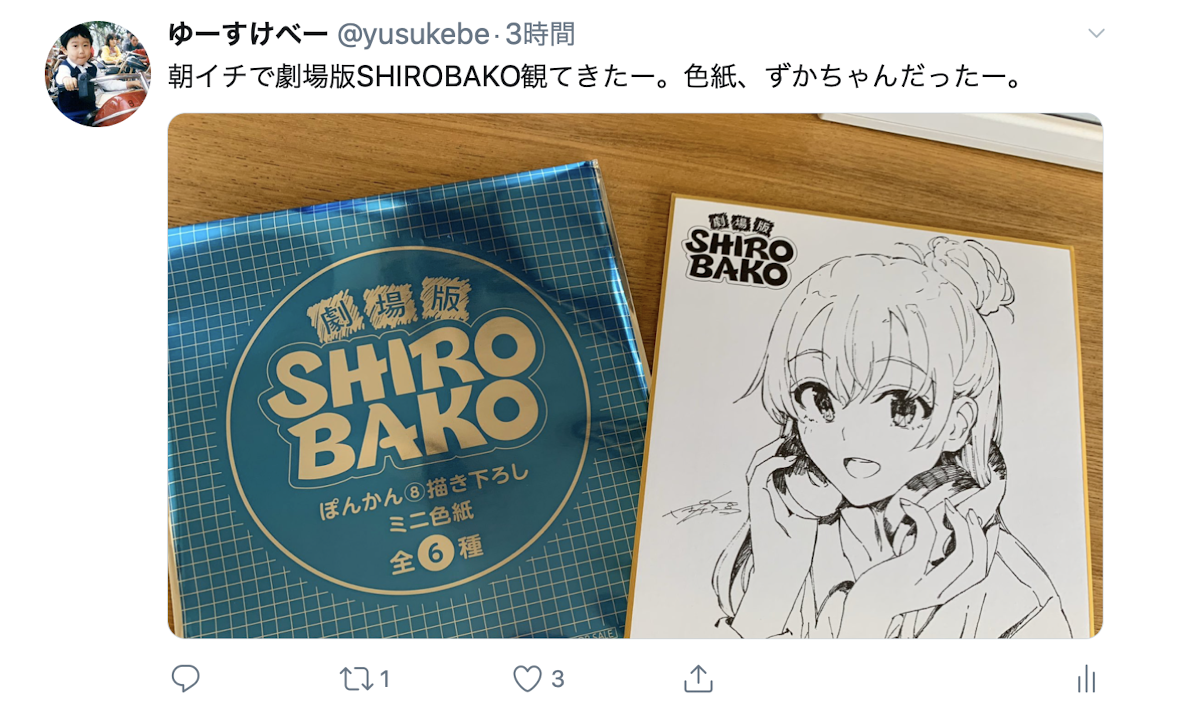 ゆーすけべー @yusukebe · 3時間
朝イチで劇場版SHIROBAKO観てきたー。色紙、ずかちゃんだったー。
劇場版
SHIRO
BAKO
ぽんかん⑧描き下ろし
ミニ色紙
全6種
劇場版
SHIRO
BAKO
1
3